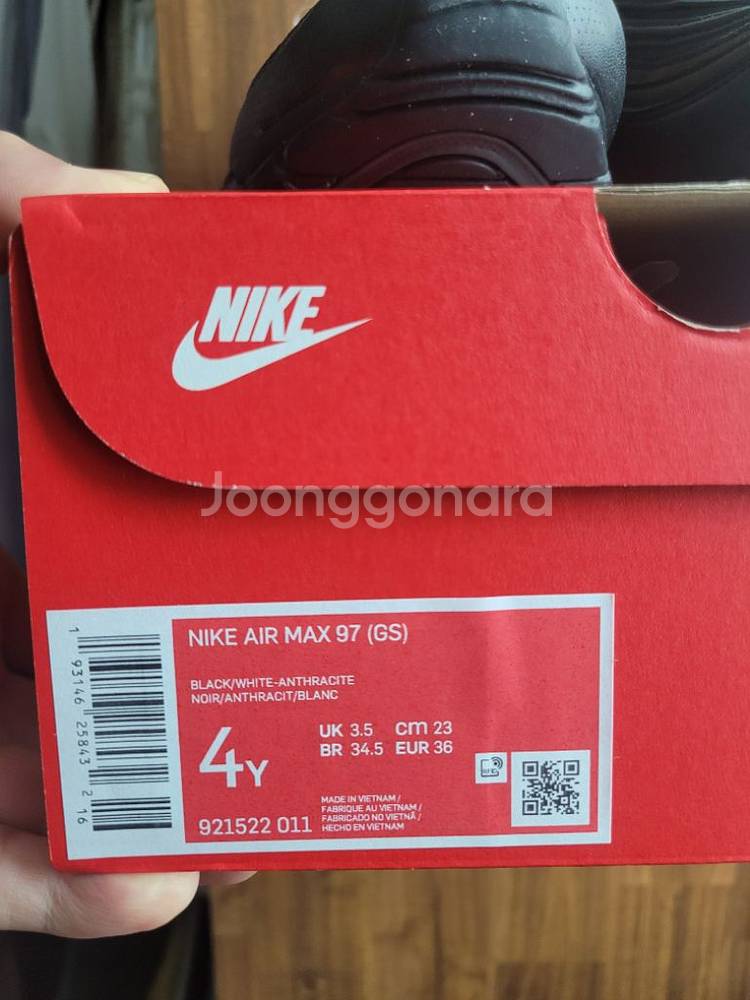 NIKE
Joonggonara
NIKE AIR MAX 97 (GS)
BLACK/WHITE-ANTHRACITE
NOIR/ANTHRACIT/BLANC
4Y
UK 3.5 cm 23
BR 34.5 EUR 36
921522 011
MADE IN VIETNAM /
FABRIQUE AU VIETNAM /
FABRICADO NO VIETNÃ /
HECHO EN VIETNAM
1 93146 25843 2 16